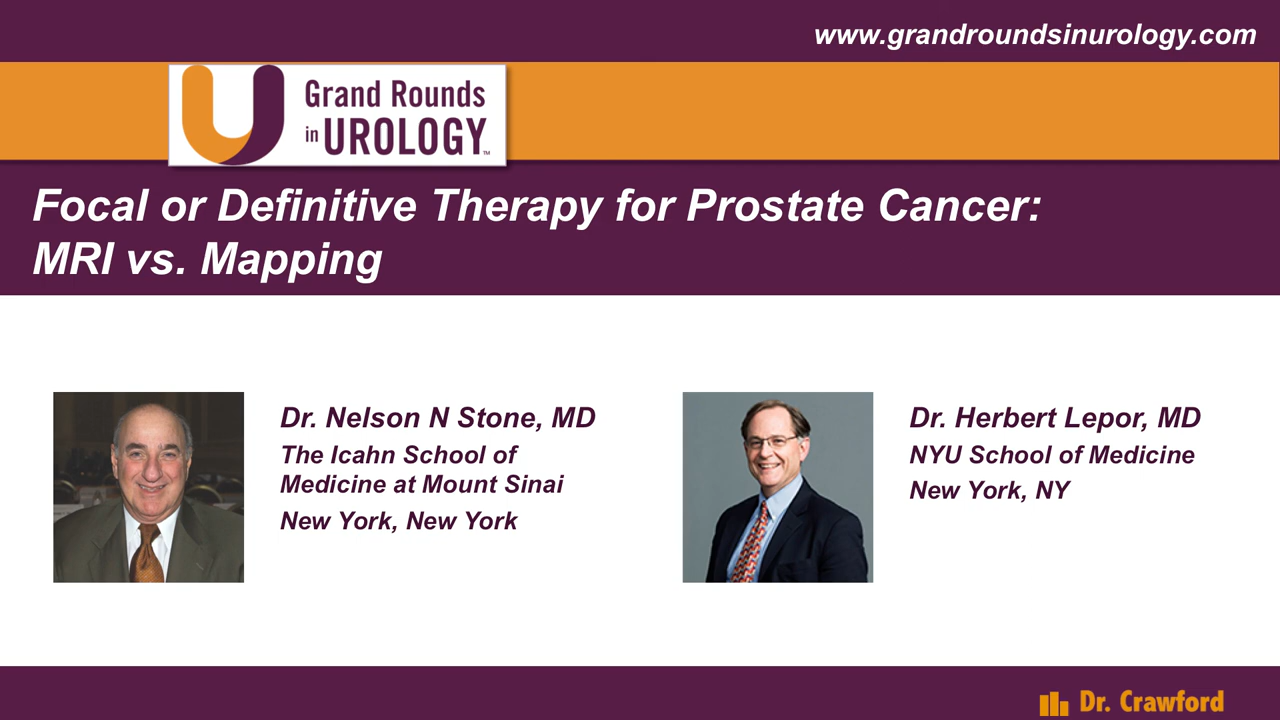 www.grandroundsinurology.com
Grand Rounds
in UROLOGY™
Focal or Definitive Therapy for Prostate Cancer:
MRI vs. Mapping
Dr. Nelson N Stone, MD
The Icahn School of
Medicine at Mount Sinai
New York, New York
Dr. Herbert Lepor, MD
NYU School of Medicine
New York, NY
Dr. Crawford